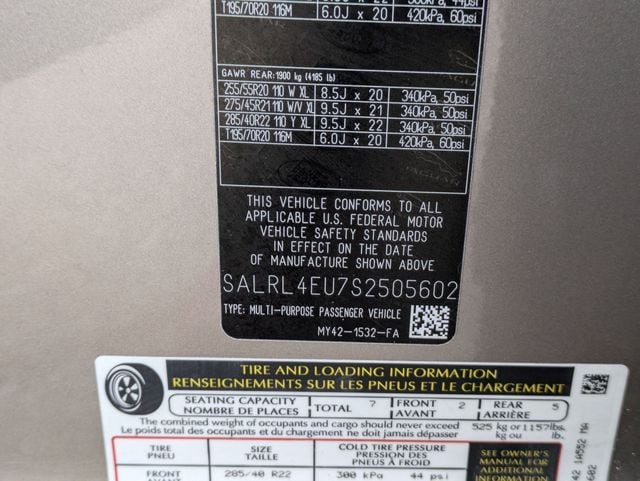 T195/70R20 116M 6.0J x 20 420kPa, 60psi
GAWR REAR: 1900 kg (4185 lb)
255/55R20 110 W XL 8.5J x 20 340kPa, 50psi
275/45R21 110 W/V XL 9.5J x 21 340kPa, 50psi
285/40R22 110 Y XL 9.5J x 22 340kPa, 50psi
T195/70R20 116M 6.0J x 20 420kPa, 60psi
THIS VEHICLE CONFORMS TO ALL
APPLICABLE U.S. FEDERAL MOTOR
VEHICLE SAFETY STANDARDS
IN EFFECT ON THE DATE
OF MANUFACTURE SHOWN ABOVE
SALRL4EU7S2505602
TYPE: MULTI-PURPOSE PASSENGER VEHICLE
MY42-1532-FA
TIRE AND LOADING INFORMATION
RENSEIGNEMENTS SUR LES PNEUS ET LE CHARGEMENT
SEATING CAPACITY TOTAL 7 FRONT 2 REAR 5
NOMBRE DE PLACES AVANT ARRIÈRE
The combined weight of occupants and cargo should never exceed 525 kg or 1157 lbs.
Le poids total des occupants et du chargement ne doit jamais dépasser kg ou lb.
TIRE SIZE COLD TIRE PRESSURE SEE OWNER'S
PNEU TAILLE PRESSION DES PNEUS À FROID MANUAL FOR
ADDITIONAL
INFORMATION
FRONT 285/40 R22 300 kPa 44 psi
AVANT
42 1A552 MA